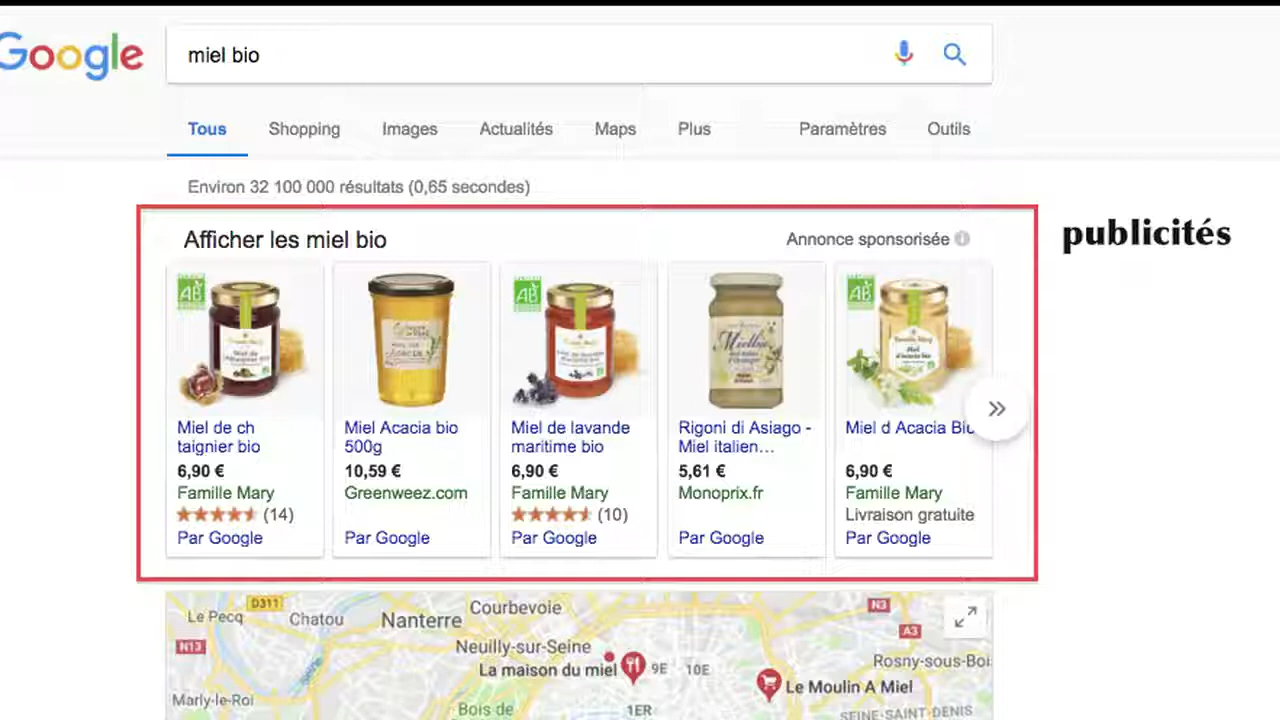 Google
miel bio
Tous Shopping Images Actualités Maps Plus Paramètres Outils
Environ 32 100 000 résultats (0,65 secondes)
publicités
Afficher les miel bio
Annonce sponsorisée
AB
AB
AB
Mielbio
Miel de ch
taignier bio
6,90 €
Famille Mary
(14)
Par Google
Miel Acacia bio
500g
10,59 €
Greenweez.com
Par Google
Miel de lavande
maritime bio
6,90 €
Famille Mary
(10)
Par Google
Rigoni di Asiago -
Miel italien…
5,61 €
Monoprix.fr
Par Google
Miel d Acacia Bio
6,90 €
Famille Mary
Livraison gratuite
Par Google
Le Pecq
D311
Chatou
Nanterre
Courbevoie
N3
N13
Neuilly-sur-Seine
A3
La maison du miel
9E
10E
Rosny-sous-Boi
Marly-le-Roi
Le Moulin A Miel
Bois de
1ER
SEINE-SAINT-DENIS